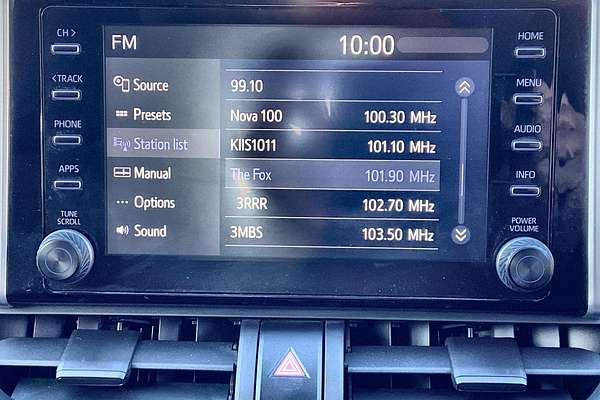 CH >
< TRACK
PHONE
APPS
TUNE
SCROLL
FM
10:00
Source
Presets
Station list
Manual
Options
Sound
99.10
Nova 100 100.30 MHz
KIIS1011 101.10 MHz
The Fox 101.90 MHz
3RRR 102.70 MHz
3MBS 103.50 MHz
HOME
MENU
AUDIO
INFO
POWER
VOLUME